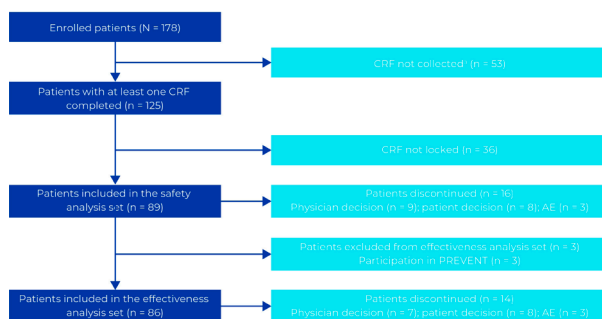 Enrolled patients (N = 178)
CRF not collected* (n = 53)
Patients with at least one CRF
completed (n = 125)
CRF not locked (n = 36)
Patients included in the safety
analysis set (n = 89)
Patients discontinued (n = 16)
Physician decision (n = 9); patient decision (n = 8); AE (n = 3)
Patients excluded from effectiveness analysis set (n = 3)
Participation in PREVENT (n = 3)
Patients included in the effectiveness
analysis set (n = 86)
Patients discontinued (n = 14)
Physician decision (n = 7); patient decision (n = 8); AE (n = 3)